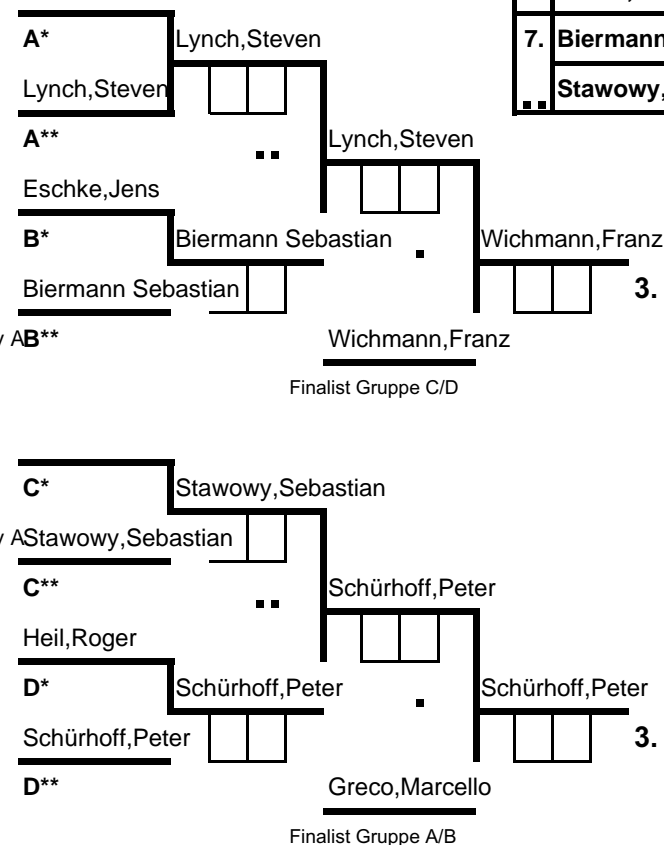 A*
Lynch,Steven
7. Biermann
Lynch,Steven
Stawowy,
A**
Lynch,Steven
Eschke,Jens
B*
Biermann Sebastian
Wichmann,Franz
Biermann Sebastian
3.
B**
Wichmann,Franz
Finalist Gruppe C/D
C*
Stawowy,Sebastian
Stawowy,Sebastian
C**
Schürhoff,Peter
Heil,Roger
D*
Schürhoff,Peter
Schürhoff,Peter
Schürhoff,Peter
3.
D**
Greco,Marcello
Finalist Gruppe A/B